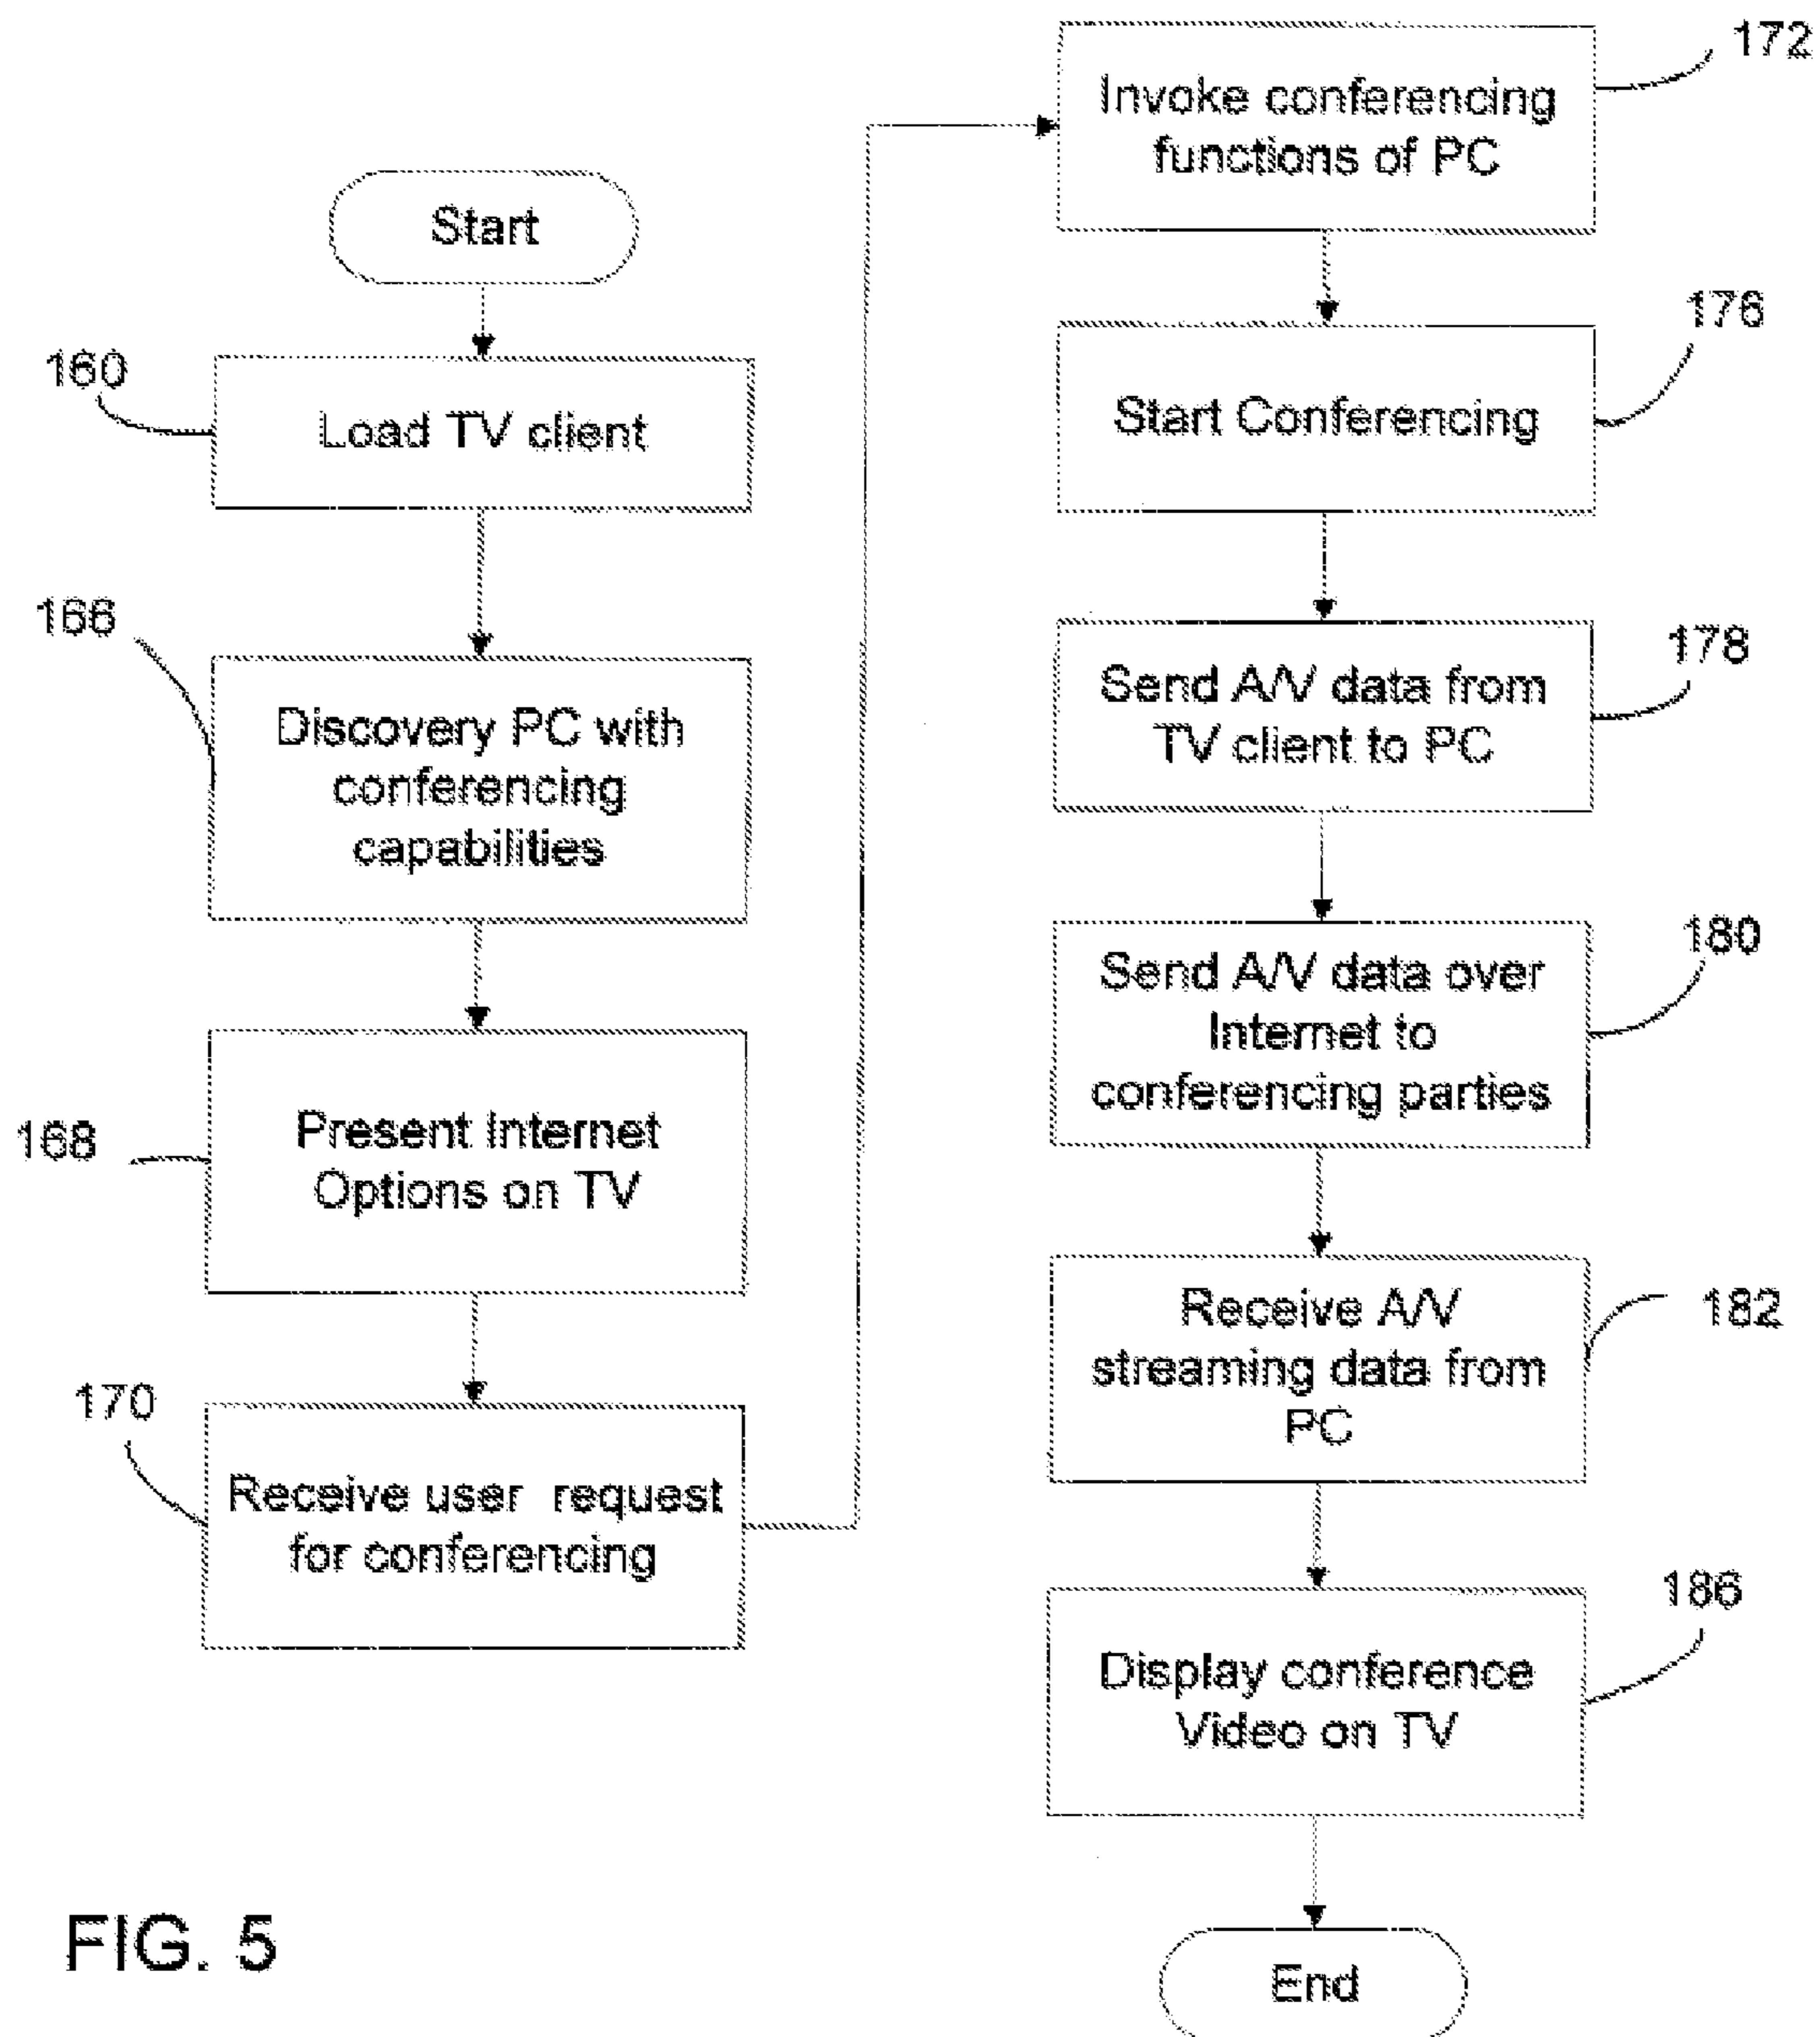 Start
160
Load TV client
166
Discovery PC with
conferencing
capabilities
168
Present Internet
Options on TV
170
Receive user request
for conferencing
172
Invoke conferencing
functions of PC
176
Start Conferencing
178
Send A/V data from
TV client to PC
180
Send A/V data over
Internet to
conferencing parties
182
Receive A/V
streaming data from
PC
186
Display conference
Video on TV
End
FIG. 5